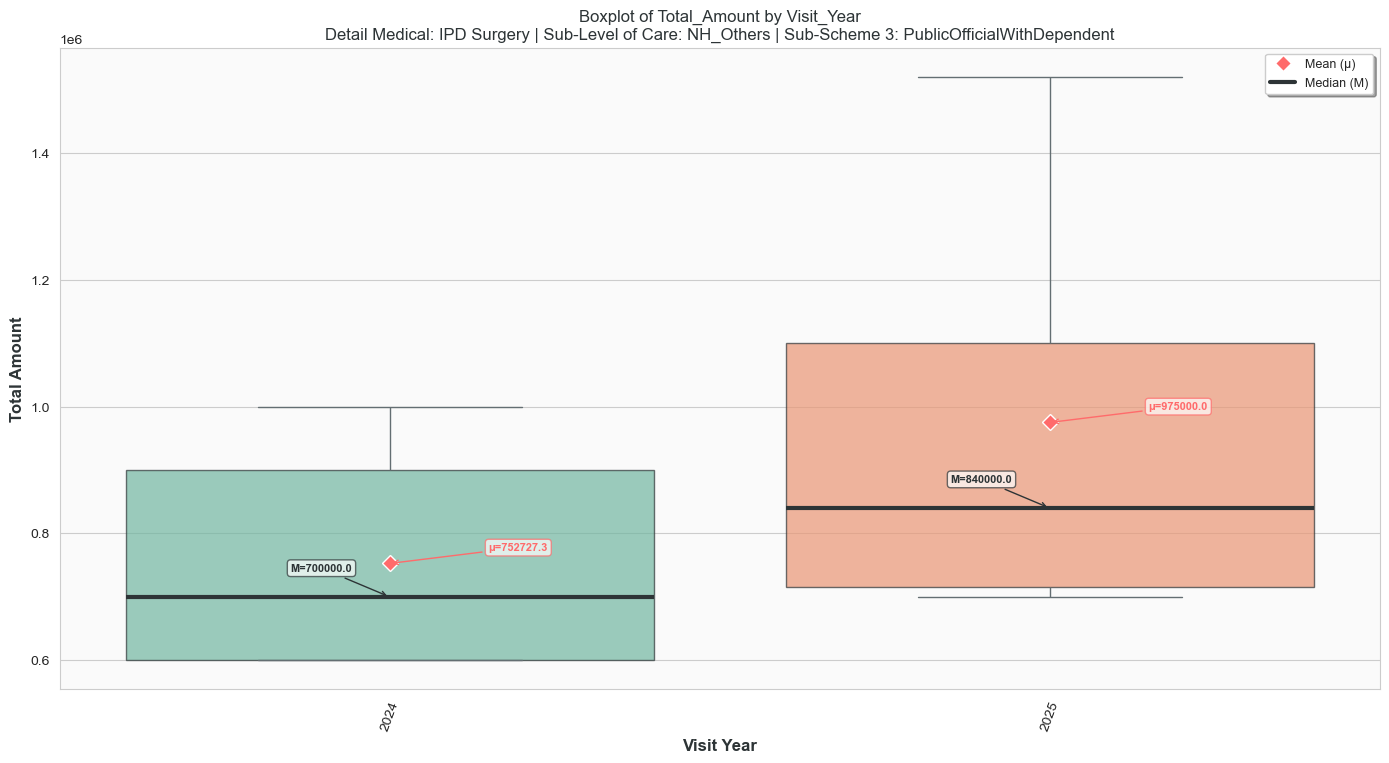 Boxplot of Total_Amount by Visit_Year
Detail Medical: IPD Surgery | Sub-Level of Care: NH_Others | Sub-Scheme 3: PublicOfficialWithDependent
1e6
Mean (μ)
Median (M)
1.4
1.2
1.0
0.8
0.6
Total Amount
μ=975000.0
M=840000.0
μ=752727.3
M=700000.0
2024
2025
Visit Year